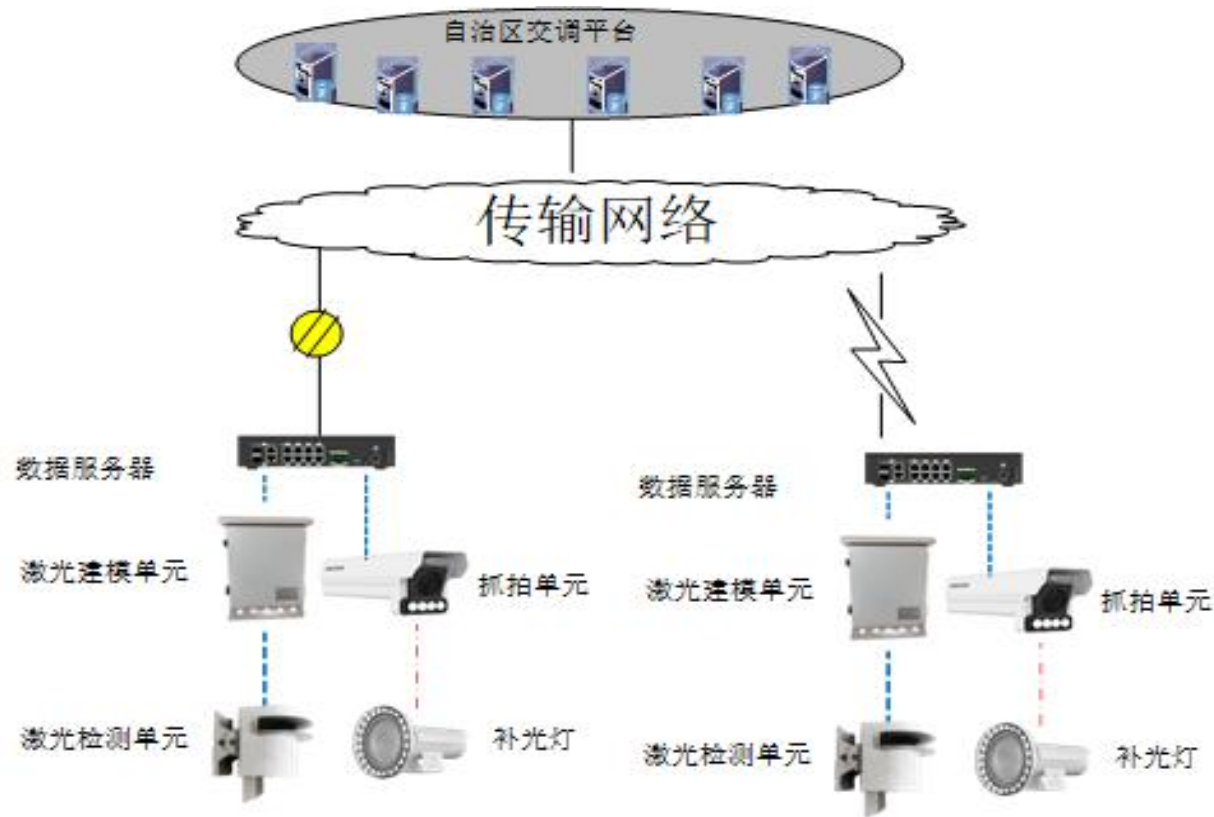 自治区交调平台
传输网络
数据服务器
数据服务器
激光建模单元
抓拍单元
激光建模单元
抓拍单元
激光检测单元
补光灯
激光检测单元
补光灯